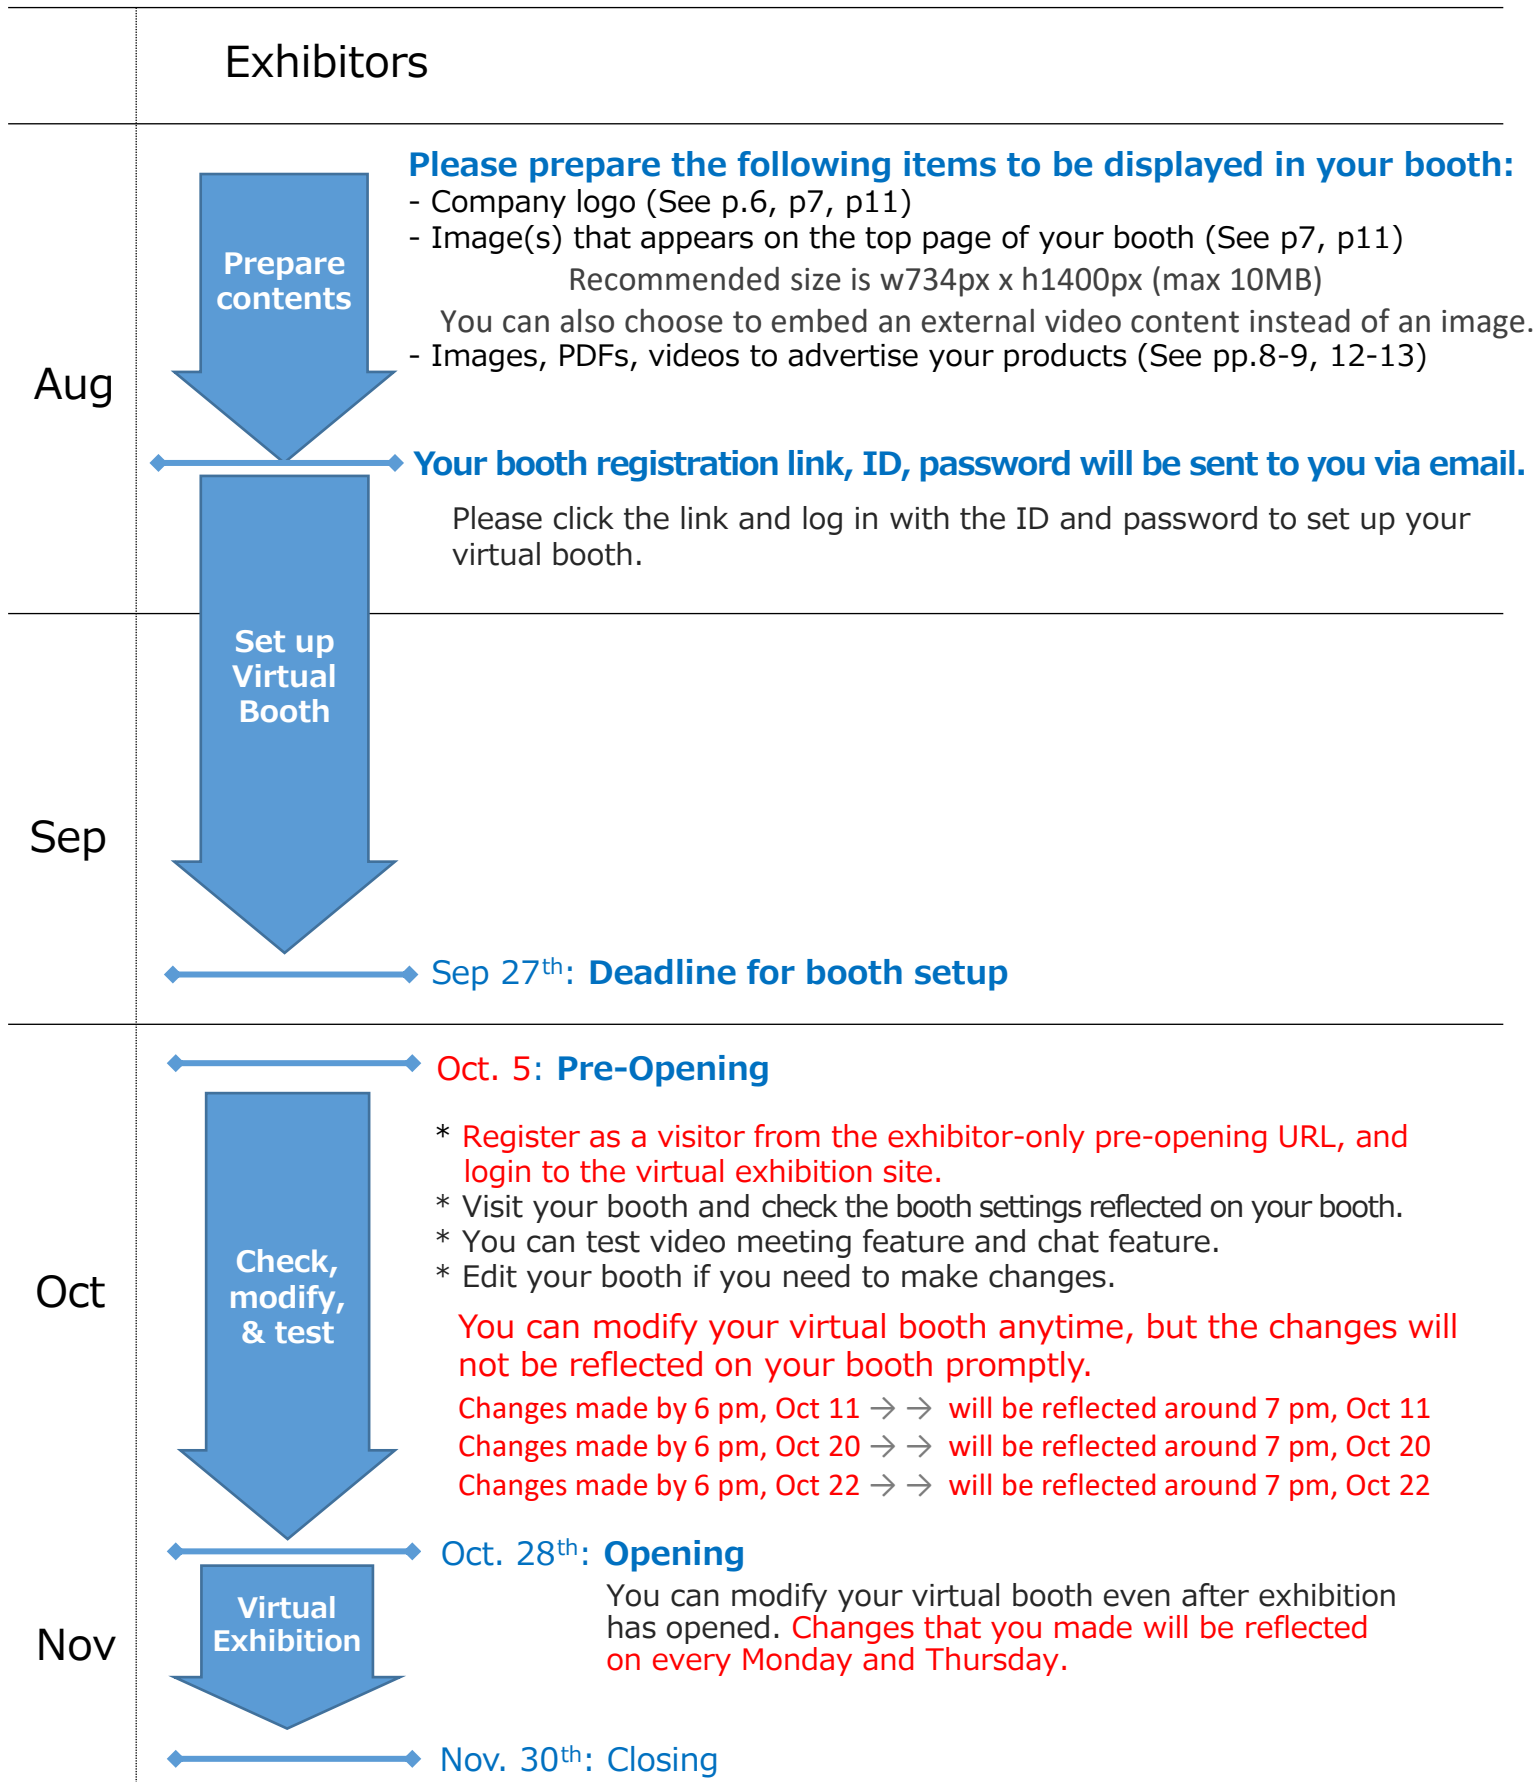 Exhibitors
Aug
Prepare
contents
Please prepare the following items to be displayed in your booth:
- Company logo (See p.6, p7, p11)
- Image(s) that appears on the top page of your booth (See p7, p11)
Recommended size is w734px x h1400px (max 10MB)
You can also choose to embed an external video content instead of an image.
- Images, PDFs, videos to advertise your products (See pp.8-9, 12-13)
Your booth registration link, ID, password will be sent to you via email.
Please click the link and log in with the ID and password to set up your
virtual booth.
Set up
Virtual
Booth
Sep
Sep 27th: Deadline for booth setup
Oct. 5: Pre-Opening
* Register as a visitor from the exhibitor-only pre-opening URL, and
login to the virtual exhibition site.
* Visit your booth and check the booth settings reflected on your booth.
* You can test video meeting feature and chat feature.
* Edit your booth if you need to make changes.
Oct
Check,
modify,
& test
You can modify your virtual booth anytime, but the changes will
not be reflected on your booth promptly.
Changes made by 6 pm, Oct 11 → → will be reflected around 7 pm, Oct 11
Changes made by 6 pm, Oct 20 → → will be reflected around 7 pm, Oct 20
Changes made by 6 pm, Oct 22 → → will be reflected around 7 pm, Oct 22
Oct. 28th: Opening
Nov
Virtual
Exhibition
You can modify your virtual booth even after exhibition
has opened. Changes that you made will be reflected
on every Monday and Thursday.
Nov. 30th: Closing